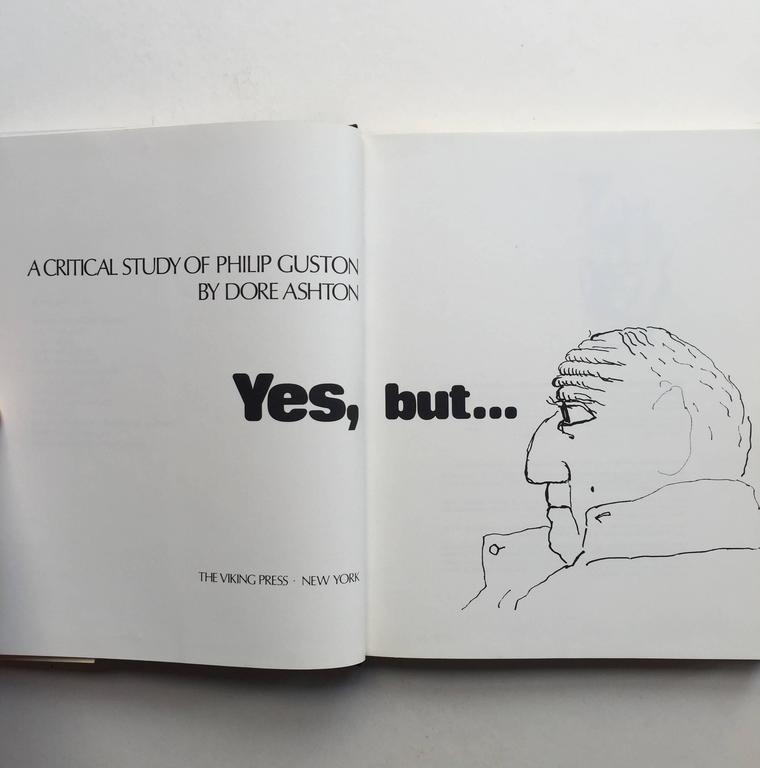 A CRITICAL STUDY OF PHILIP GUSTON
BY DORE ASHTON
Yes, but...
THE VIKING PRESS · NEW YORK